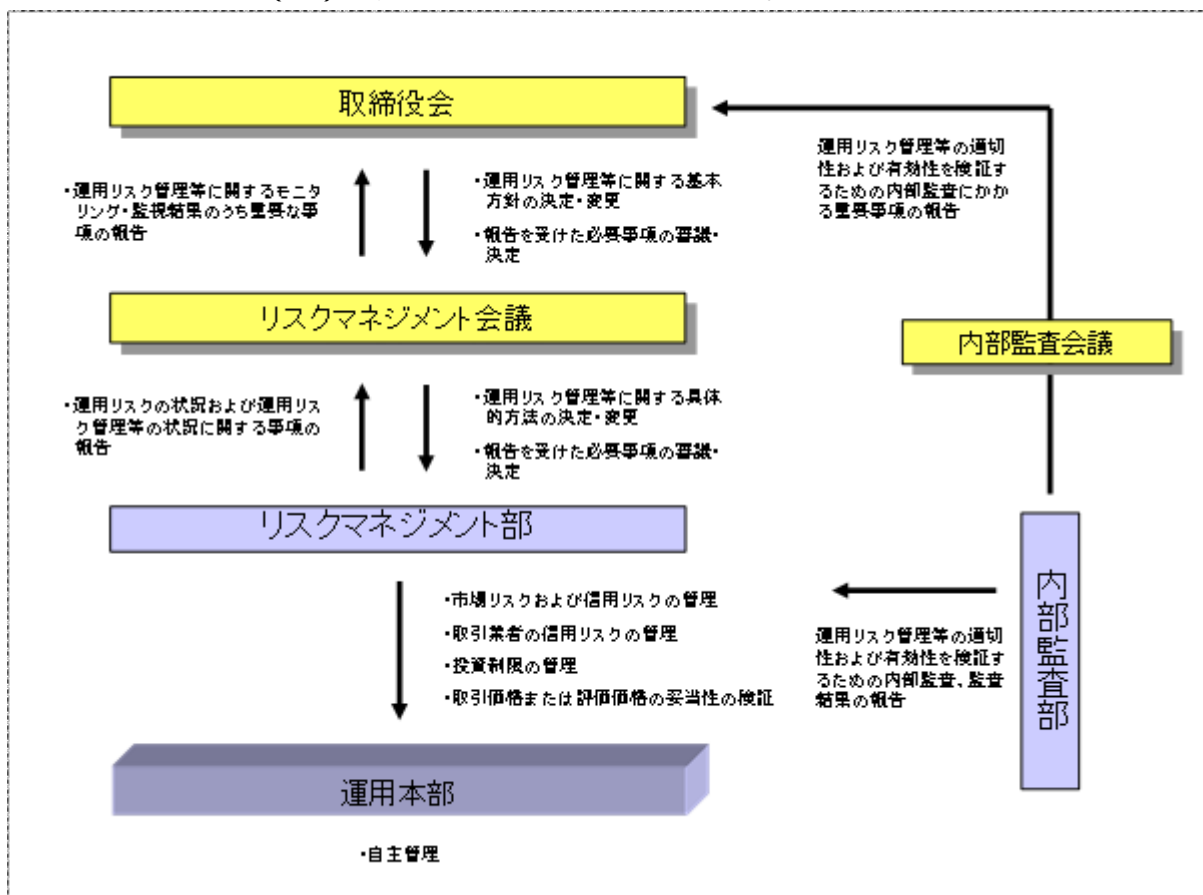 取締役会
・運用リスク管理等に関するモニタ
リング・監視結果のうち重要な事
項の報告
・運用リスク管理等に関する基本
方針の決定・変更
・報告を受けた必要事項の審議・
決定
運用リスク管理等の適切
性および有効性を検証す
るための内部監査にかか
る重要事項の報告
リスクマネジメント会議
内部監査会議
・運用リスクの状況および運用リス
ク管理等の状況に関する事項の
報告
・運用リスク管理等に関する具体
的方法の決定・変更
・報告を受けた必要事項の審議・
決定
リスクマネジメント部
内部監査部
・市場リスクおよび信用リスクの管理
・取引業者の信用リスクの管理
・投資制限の管理
・取引価格または評価価格の妥当性の検証
運用リスク管理等の適切
性および有効性を検証す
るための内部監査、監査
結果の報告
運用本部
・自主管理